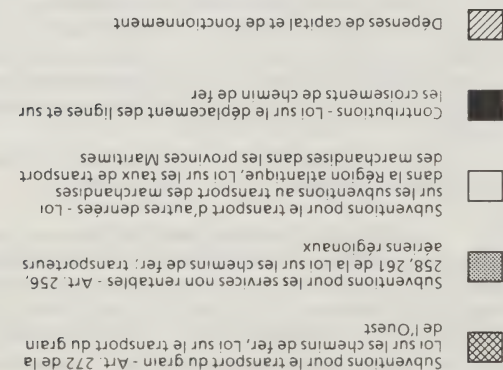 Subventions pour le transport du grain - Art. 272 de la
Loi sur les chemins de fer, Loi sur le transport du grain
de l'Ouest
Subventions pour les services non rentables - Art. 256,
258, 261 de la Loi sur les chemins de fer; transporteurs
aériens régionaux
Subventions pour le transport d'autres denrées - Loi
sur les subventions au transport des marchandises
dans la Région atlantique, Loi sur les taux de transport
des marchandises dans les provinces Maritimes
Contributions - Loi sur le déplacement des lignes et sur
les croisements de chemin de fer
Dépenses de capital et de fonctionnement